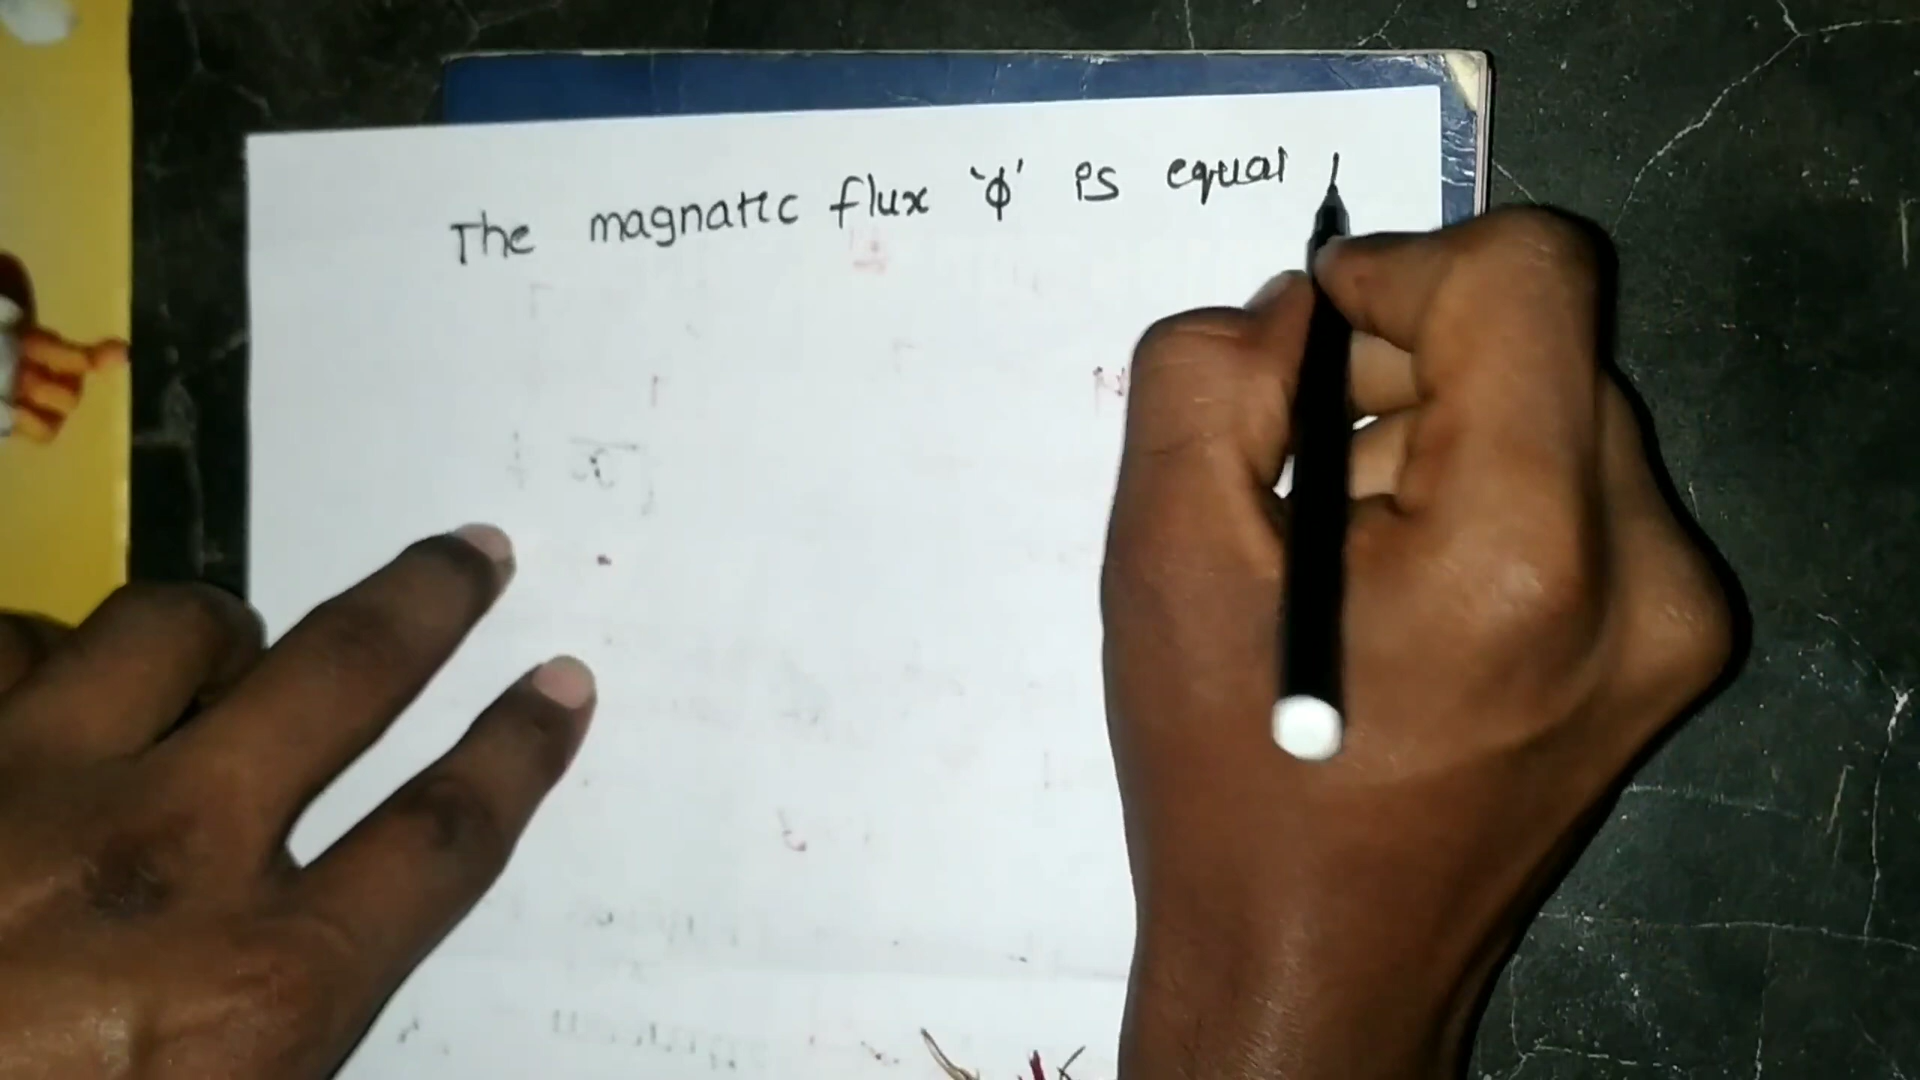 The magnatic flux 'ϕ' is equal